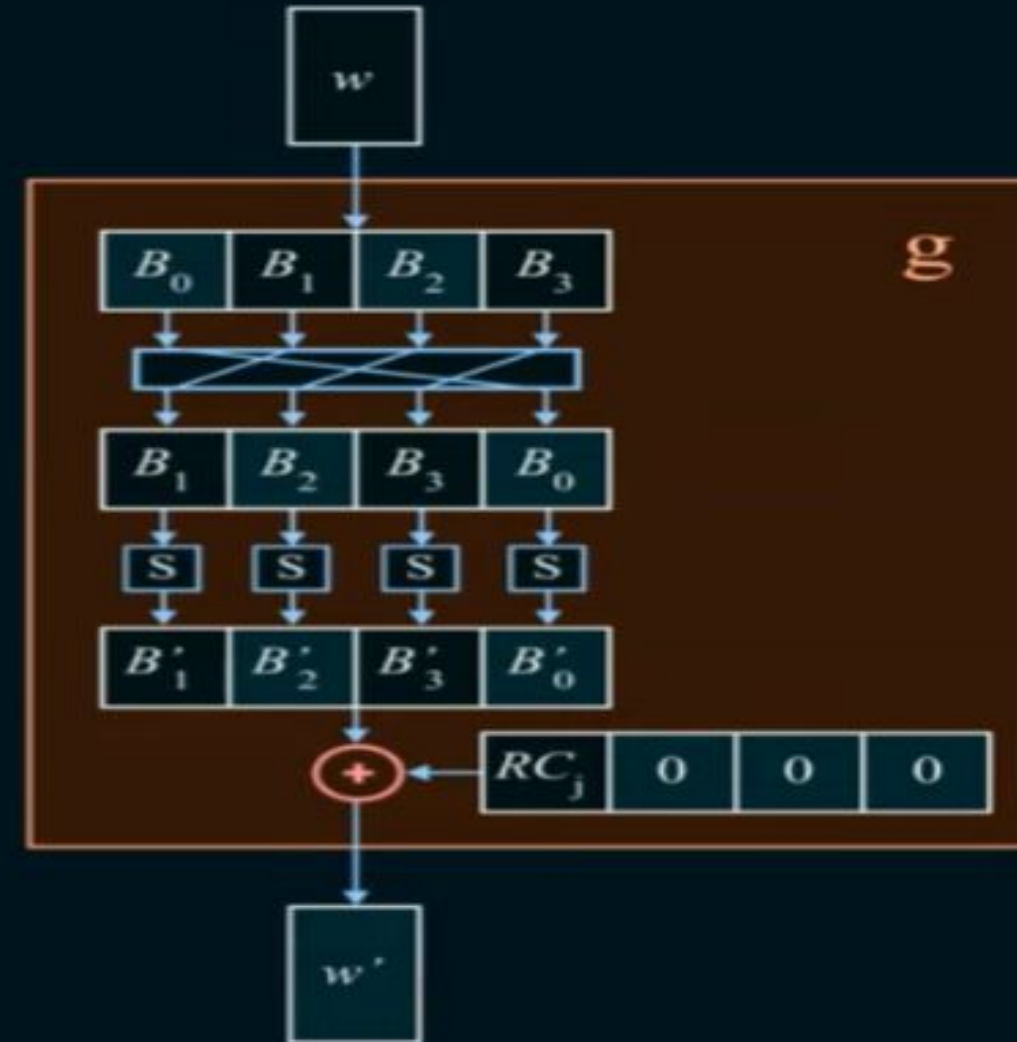 w
B₀ B₁ B₂ B₃ g
B₁ B₂ B₃ B₀
S S S S
B′₁ B′₂ B′₃ B′₀
+ RCⱼ 0 0 0
w′